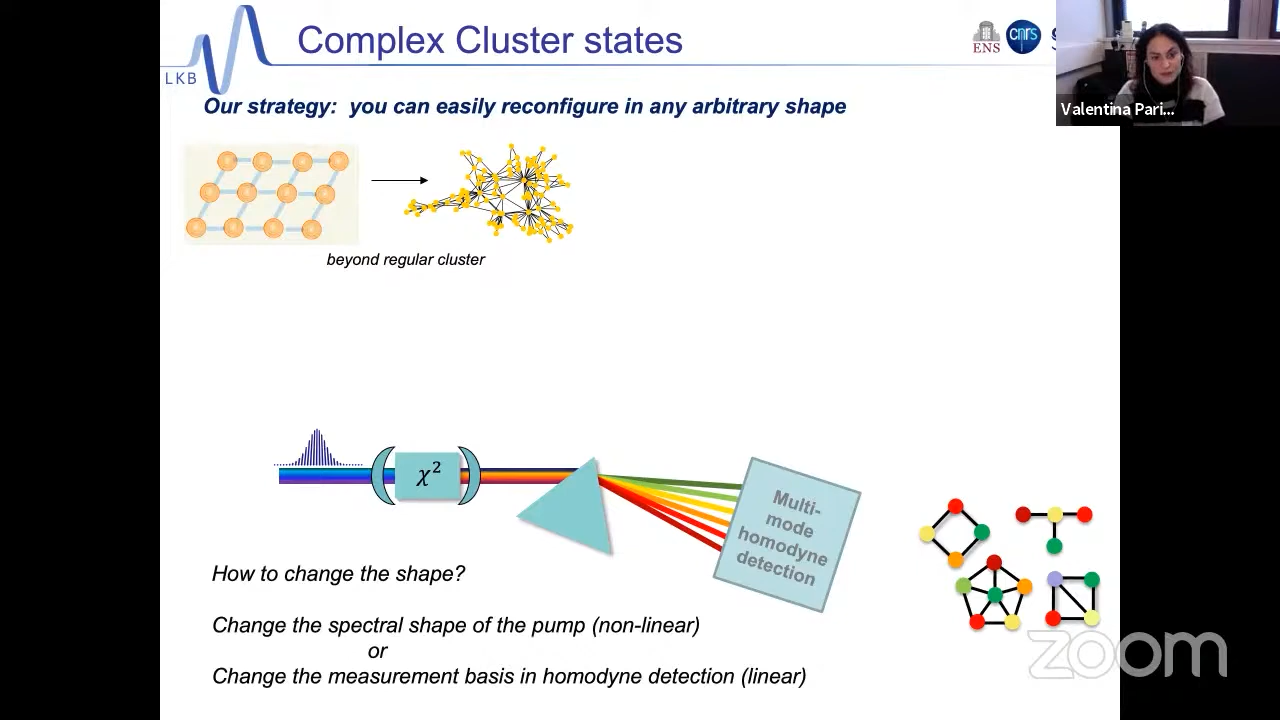 Complex Cluster states
LKB
ENS
cnrs
Valentina Pari...
Our strategy: you can easily reconfigure in any arbitrary shape
beyond regular cluster
χ²
Multi-
mode
homodyne
detection
How to change the shape?
Change the spectral shape of the pump (non-linear)
or
Change the measurement basis in homodyne detection (linear)
zoom